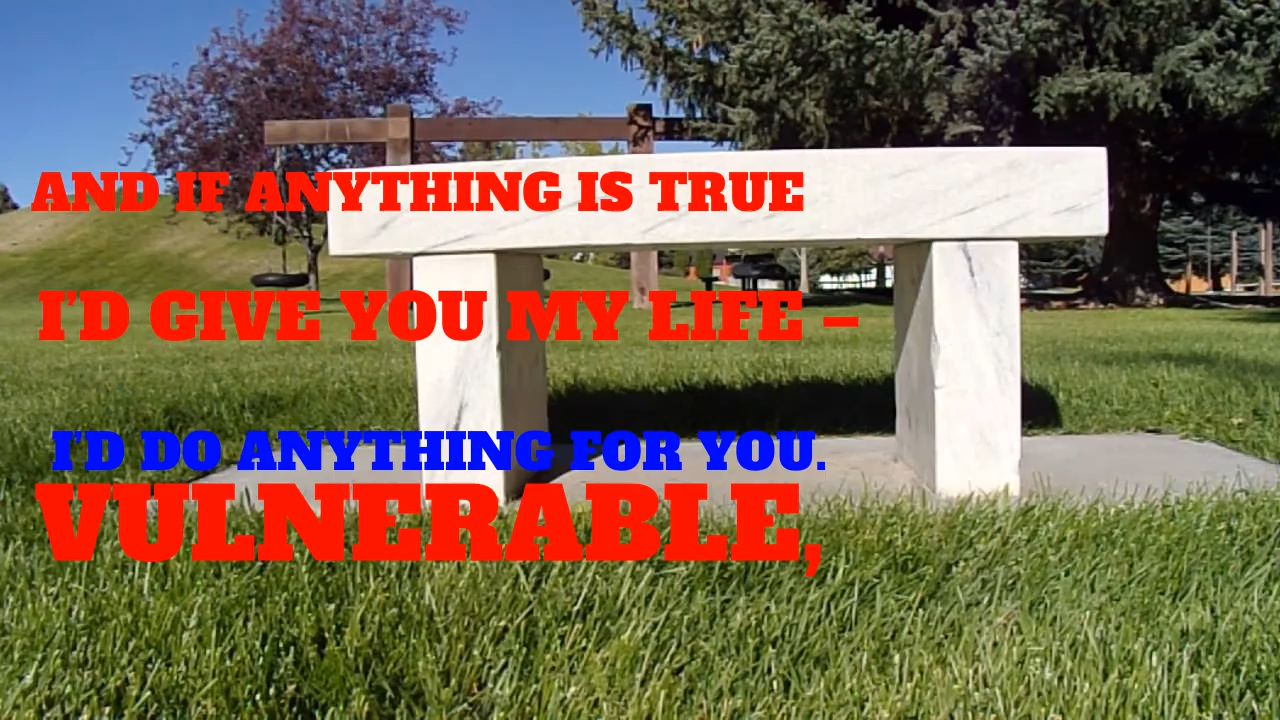 AND IF ANYTHING IS TRUE
I'D GIVE YOU MY LIFE –
I'D DO ANYTHING FOR YOU.
VULNERABLE,